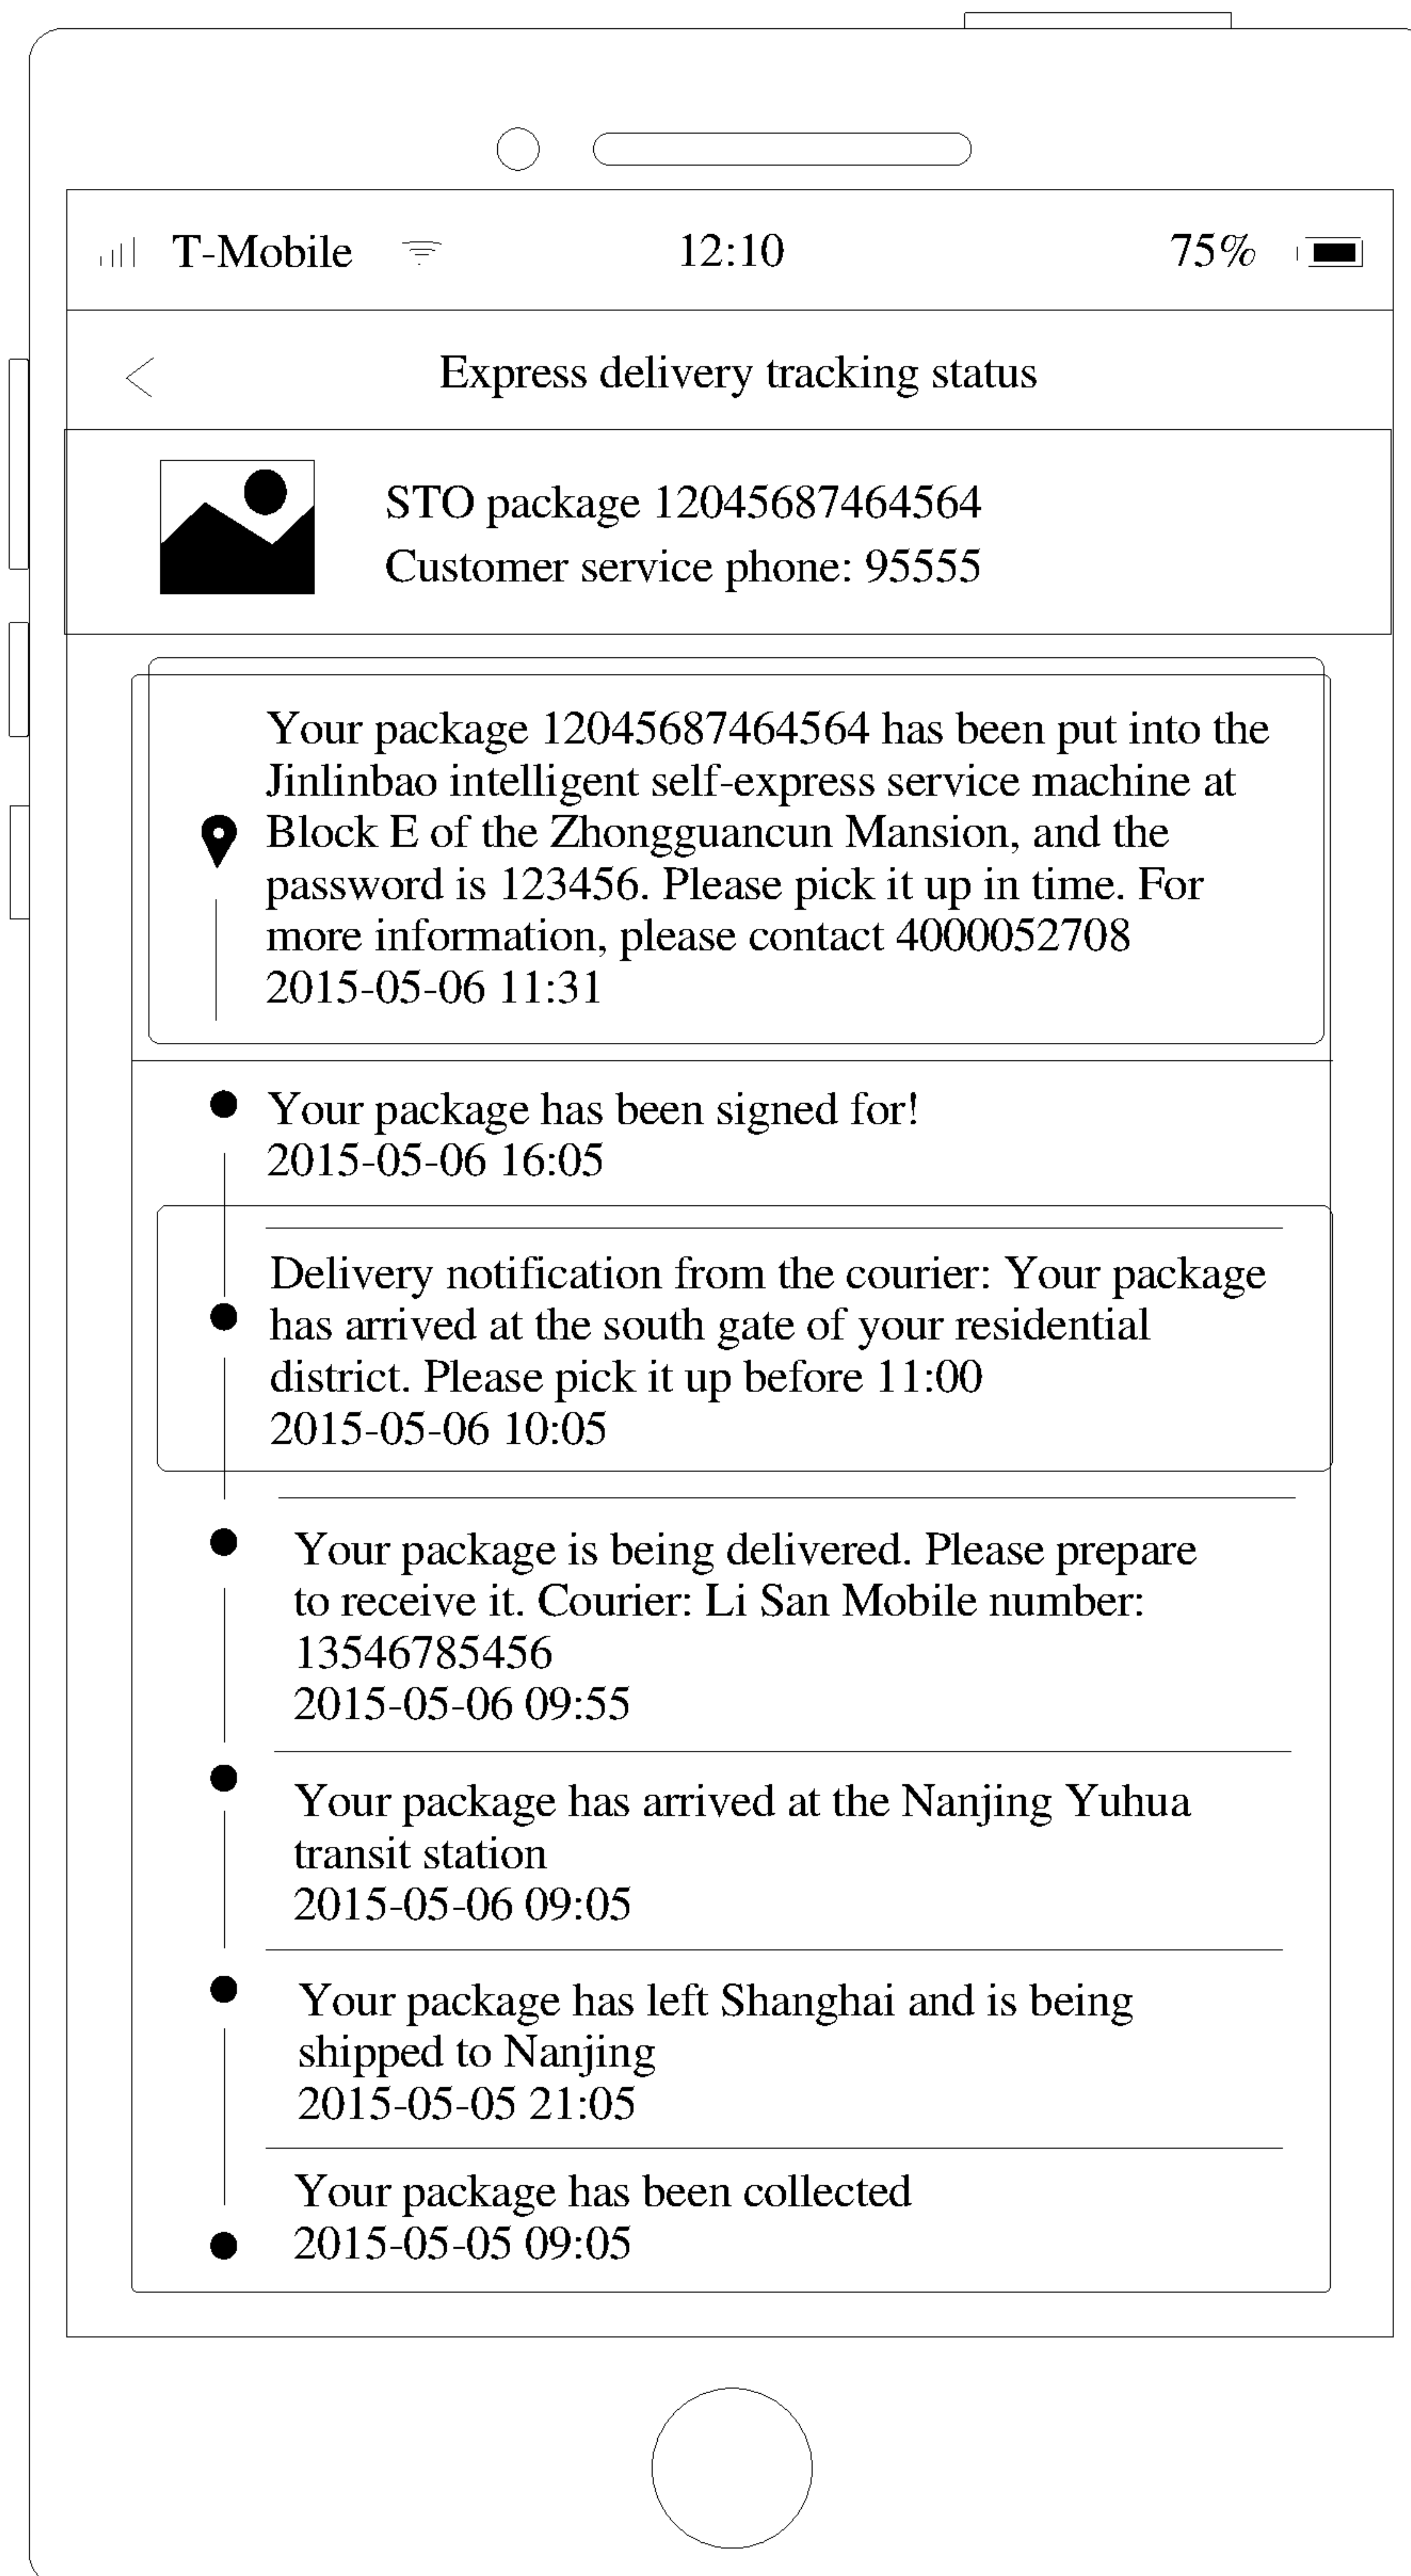 T-Mobile 12:10 75%
Express delivery tracking status
STO package 12045687464564
Customer service phone: 95555
Your package 12045687464564 has been put into the
Jinlinbao intelligent self-express service machine at
Block E of the Zhongguancun Mansion, and the
password is 123456. Please pick it up in time. For
more information, please contact 4000052708
2015-05-06 11:31
Your package has been signed for!
2015-05-06 16:05
Delivery notification from the courier: Your package
has arrived at the south gate of your residential
district. Please pick it up before 11:00
2015-05-06 10:05
Your package is being delivered. Please prepare
to receive it. Courier: Li San Mobile number:
13546785456
2015-05-06 09:55
Your package has arrived at the Nanjing Yuhua
transit station
2015-05-06 09:05
Your package has left Shanghai and is being
shipped to Nanjing
2015-05-05 21:05
Your package has been collected
2015-05-05 09:05